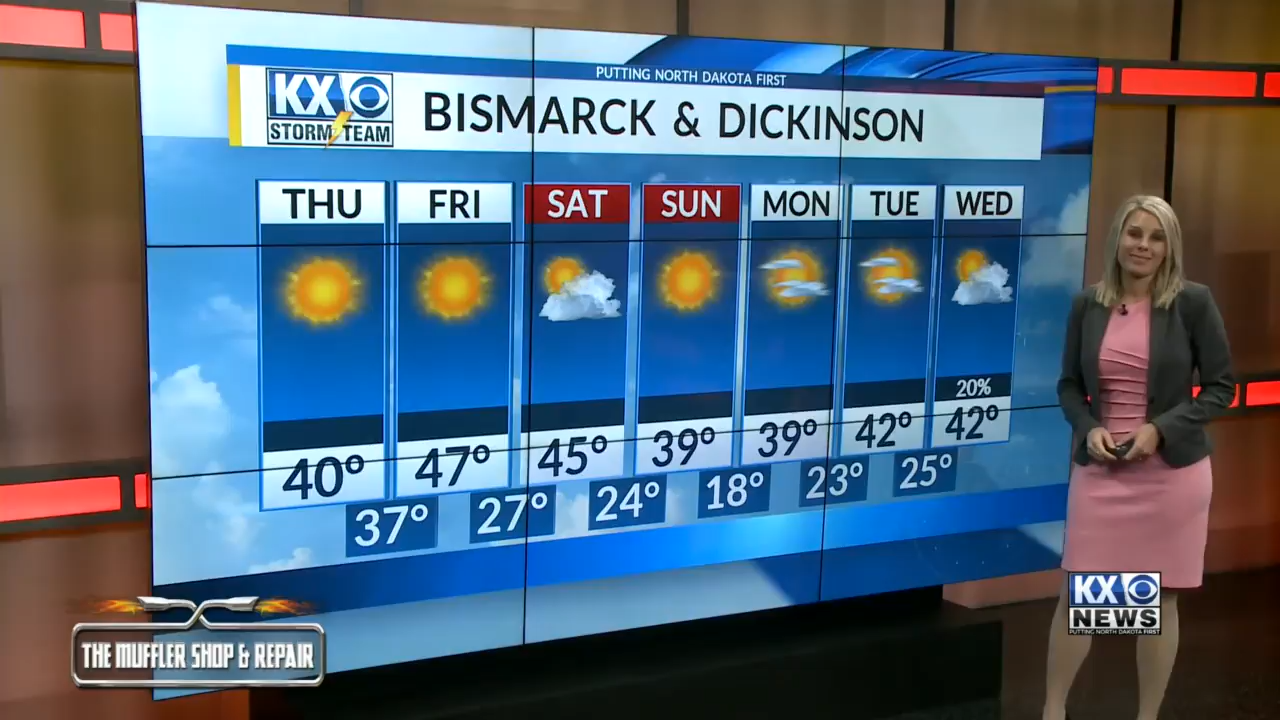 PUTTING NORTH DAKOTA FIRST
KX
STORM TEAM
BISMARCK & DICKINSON
THU FRI SAT SUN MON TUE WED
20%
40° 47° 45° 39° 39° 42° 42°
37° 27° 24° 18° 23° 25°
THE MUFFLER SHOP & REPAIR
KX
NEWS
PUTTING NORTH DAKOTA FIRST